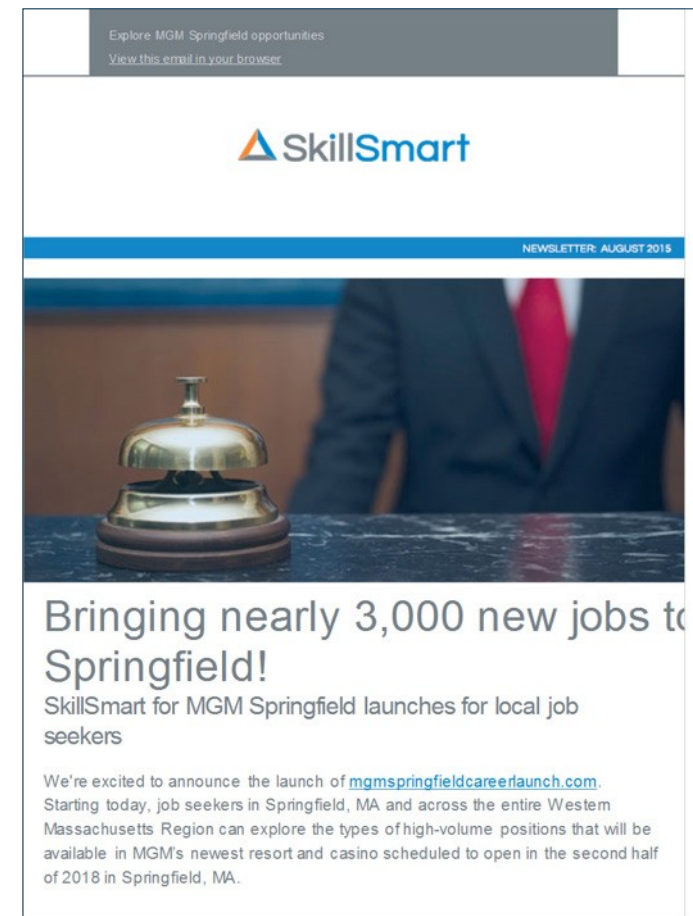 Explore MGM Springfield opportunities
View this email in your browser
SkillSmart
NEWSLETTER: AUGUST 2015
Bringing nearly 3,000 new jobs to
Springfield!
SkillSmart for MGM Springfield launches for local job
seekers
We're excited to announce the launch of mgmspringfieldcareerlaunch.com.
Starting today, job seekers in Springfield, MA and across the entire Western
Massachusetts Region can explore the types of high-volume positions that will be
available in MGM's newest resort and casino scheduled to open in the second half
of 2018 in Springfield, MA.